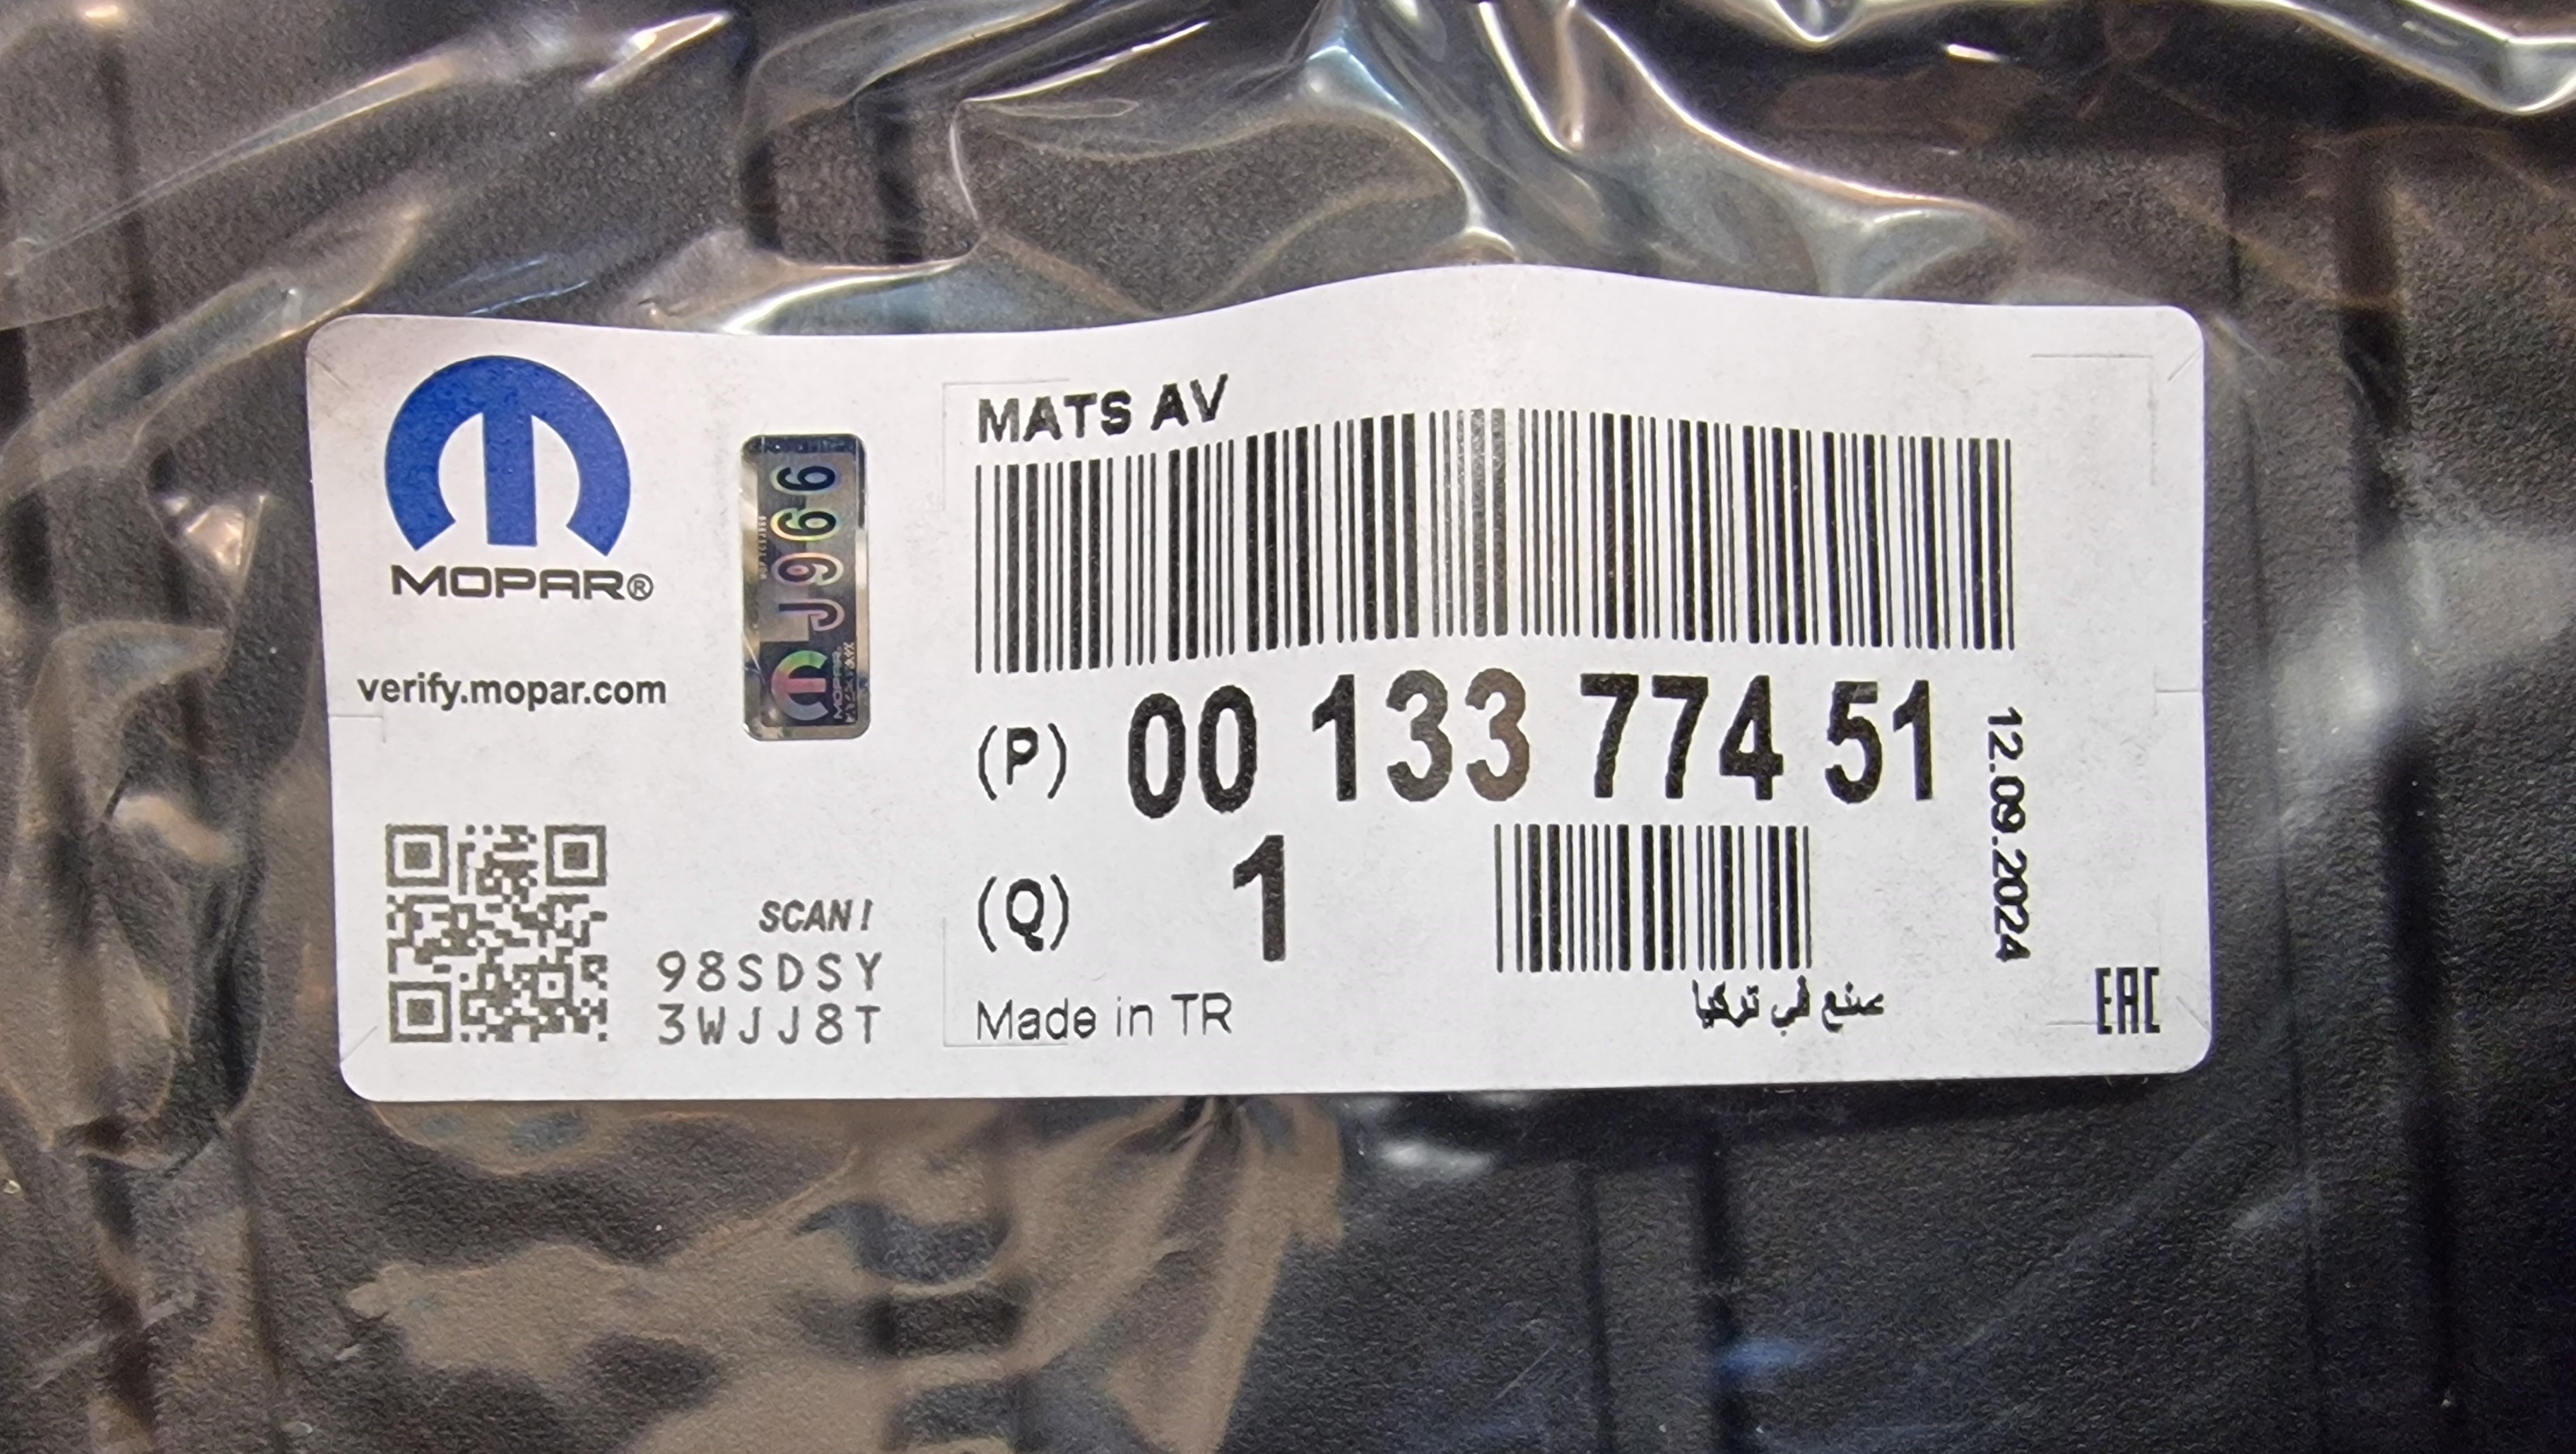 MOPAR®
verify.mopar.com
J966
MOPAR
SCAN!
98SDSY
3WJJ8T
MATS AV
(P) 00 133 774 51
12.09.2024
(Q) 1
Made in TR
صنع في تركيا
EAC